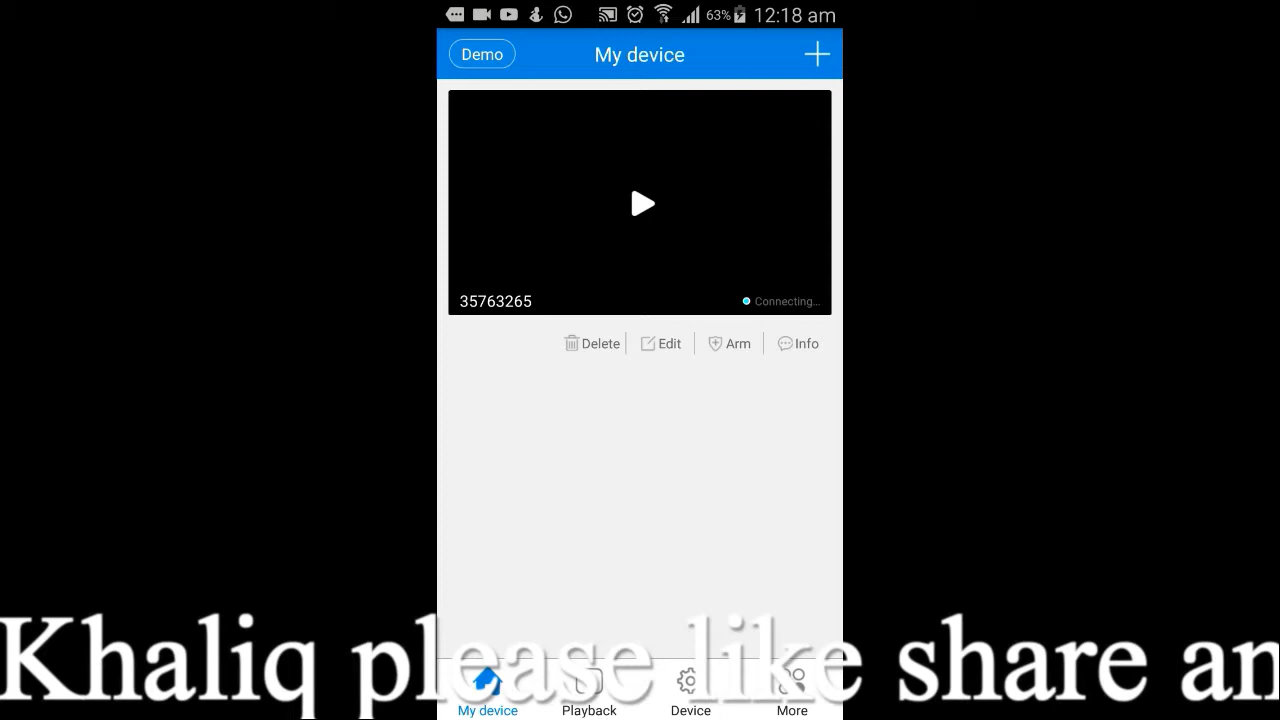 63% 12:18 am
Demo My device
35763265 Connecting...
Delete Edit Arm Info
Khaliq please like share an
My device Playback Device More